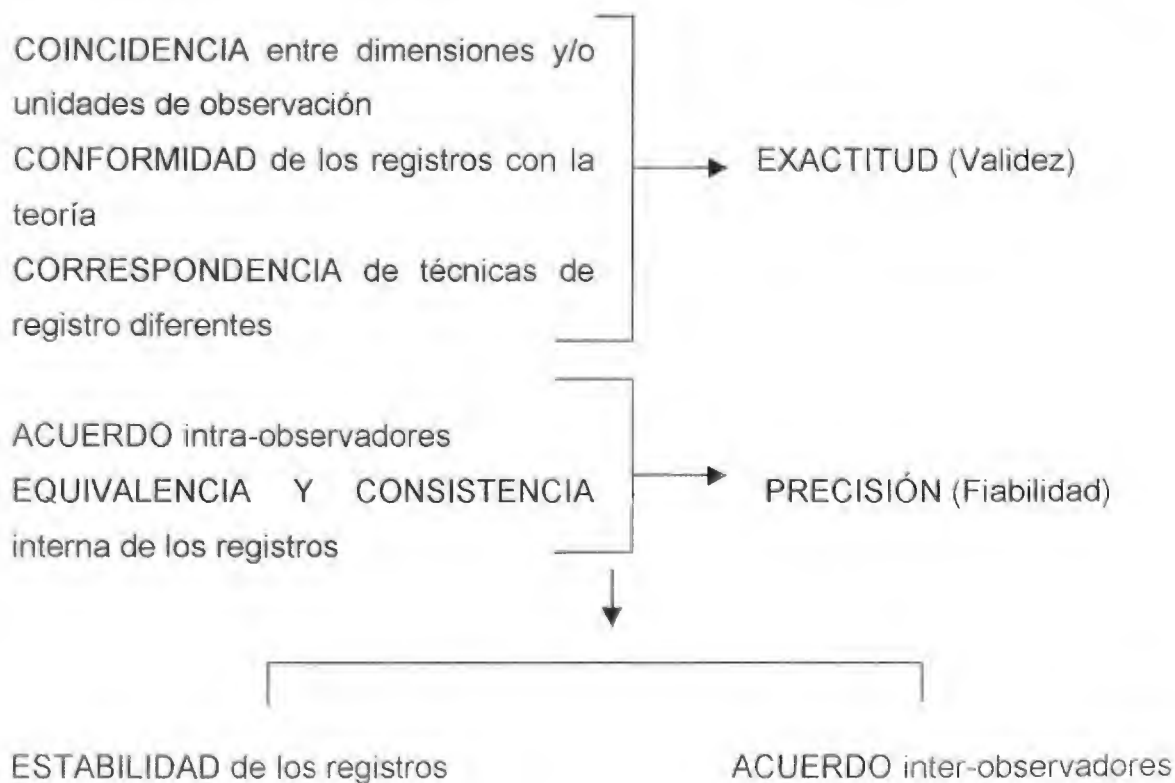 COINCIDENCIA entre dimensiones y/o
unidades de observación
CONFORMIDAD de los registros con la
teoría
CORRESPONDENCIA de técnicas de
registro diferentes
EXACTITUD (Validez)
ACUERDO intra-observadores
EQUIVALENCIA Y CONSISTENCIA
interna de los registros
PRECISIÓN (Fiabilidad)
ESTABILIDAD de los registros
ACUERDO inter-observadores